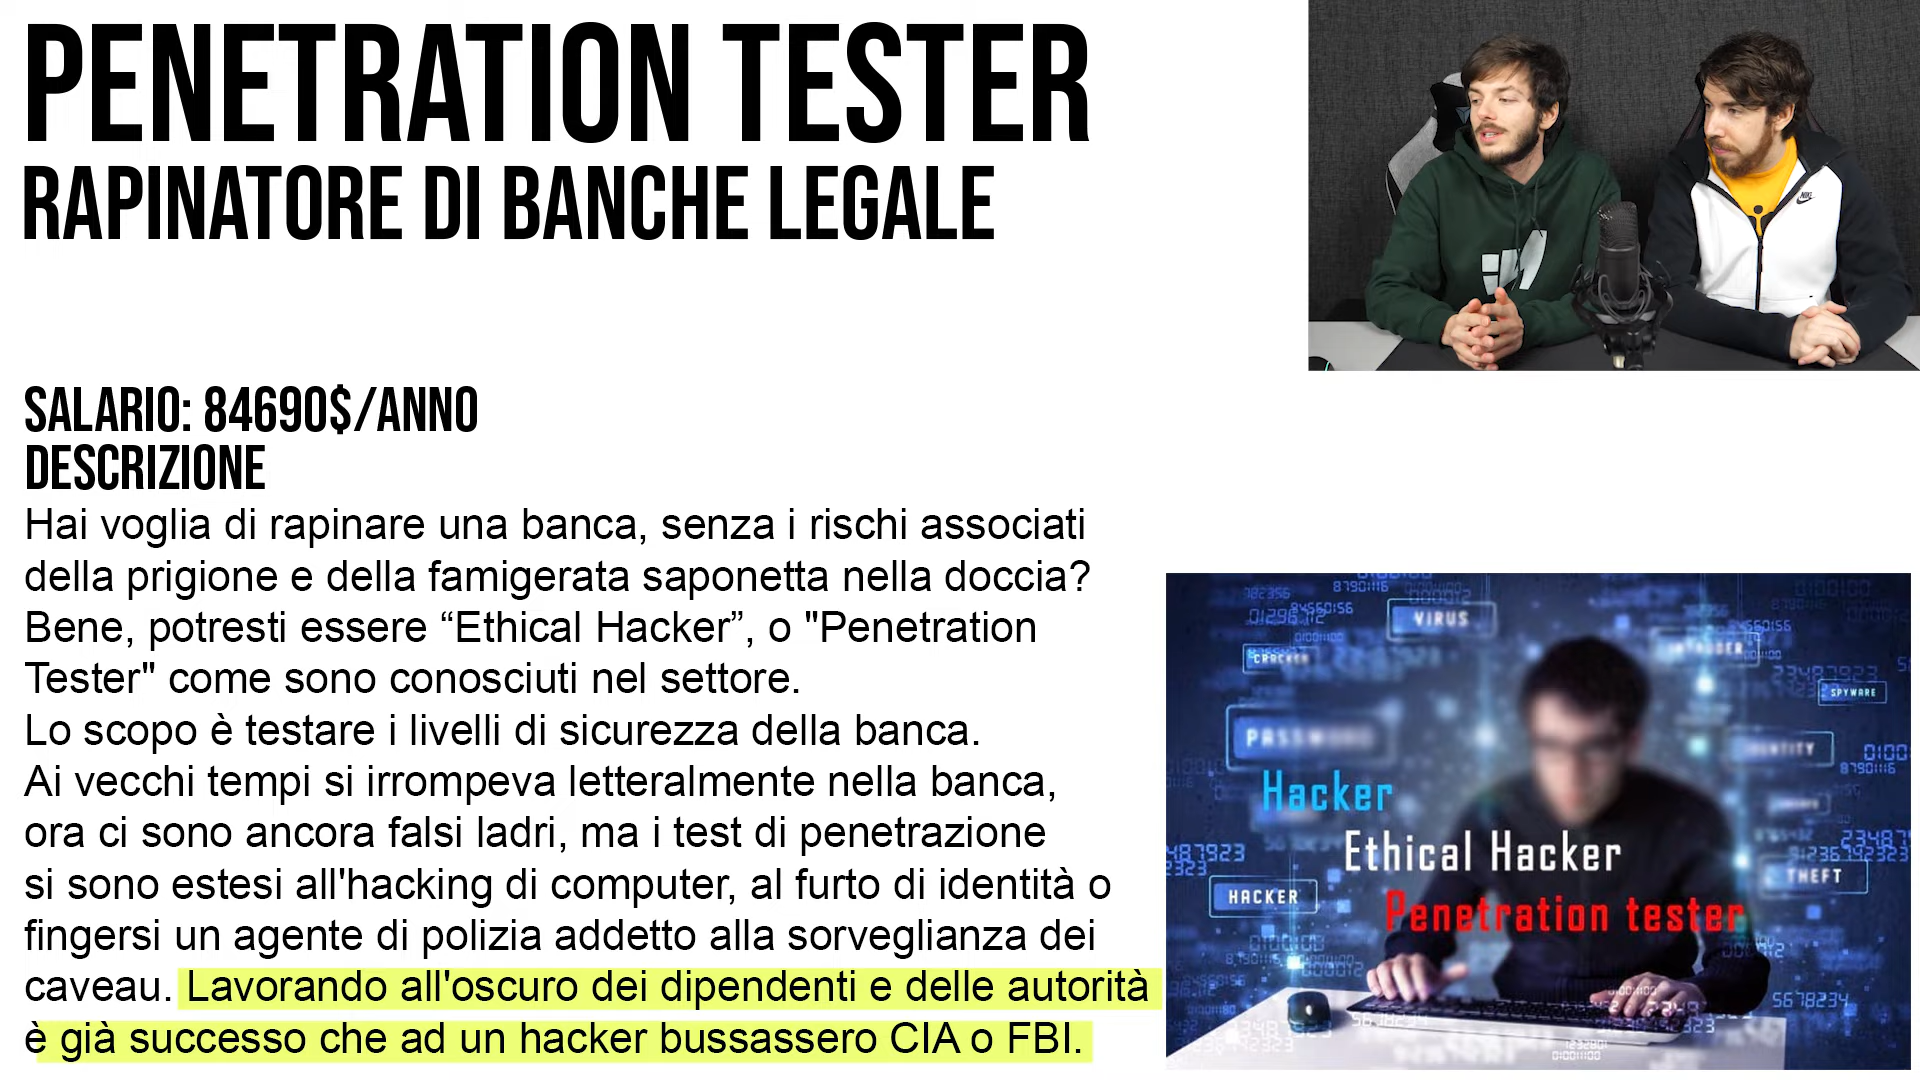 PENETRATION TESTER
RAPINATORE DI BANCHE LEGALE
SALARIO: 84690$/ANNO
DESCRIZIONE
Hai voglia di rapinare una banca, senza i rischi associati
della prigione e della famigerata saponetta nella doccia?
Bene, potresti essere “Ethical Hacker”, o "Penetration
Tester" come sono conosciuti nel settore.
Lo scopo è testare i livelli di sicurezza della banca.
Ai vecchi tempi si irrompeva letteralmente nella banca,
ora ci sono ancora falsi ladri, ma i test di penetrazione
si sono estesi all'hacking di computer, al furto di identità o
fingersi un agente di polizia addetto alla sorveglianza dei
caveau. Lavorando all'oscuro dei dipendenti e delle autorità
è già successo che ad un hacker bussassero CIA o FBI.
NIKE
VIRUS
CRACKER
INTRUDER
SPYWARE
PASSWORD
IDENTITY
Hacker
Ethical Hacker
THEFT
HACKER
Penetration tester